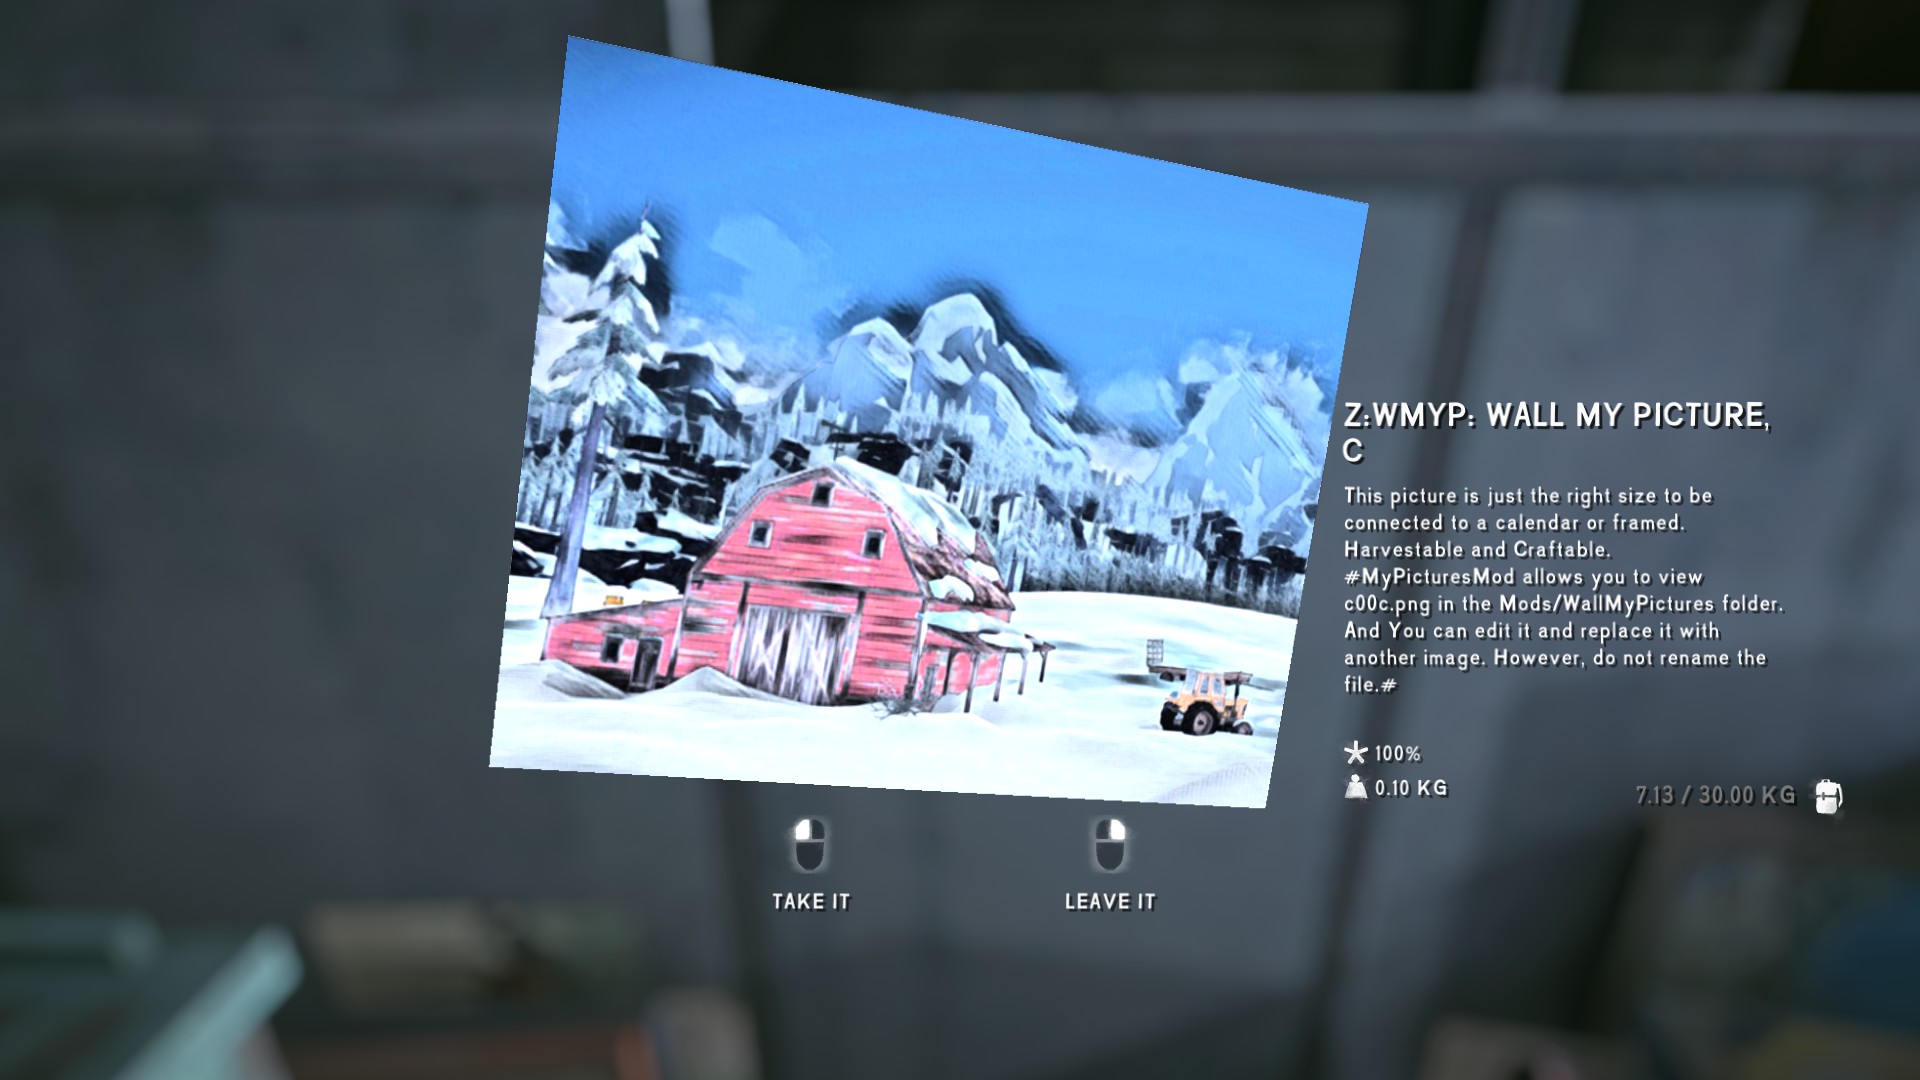 Z:WMYP: WALL MY PICTURE,
C
This picture is just the right size to be
connected to a calendar or framed.
Harvestable and Craftable.
#MyPicturesMod allows you to view
c00c.png in the Mods/WallMyPictures folder.
And You can edit it and replace it with
another image. However, do not rename the
file.#
100%
0.10 KG
7.13 / 30.00 KG
TAKE IT
LEAVE IT